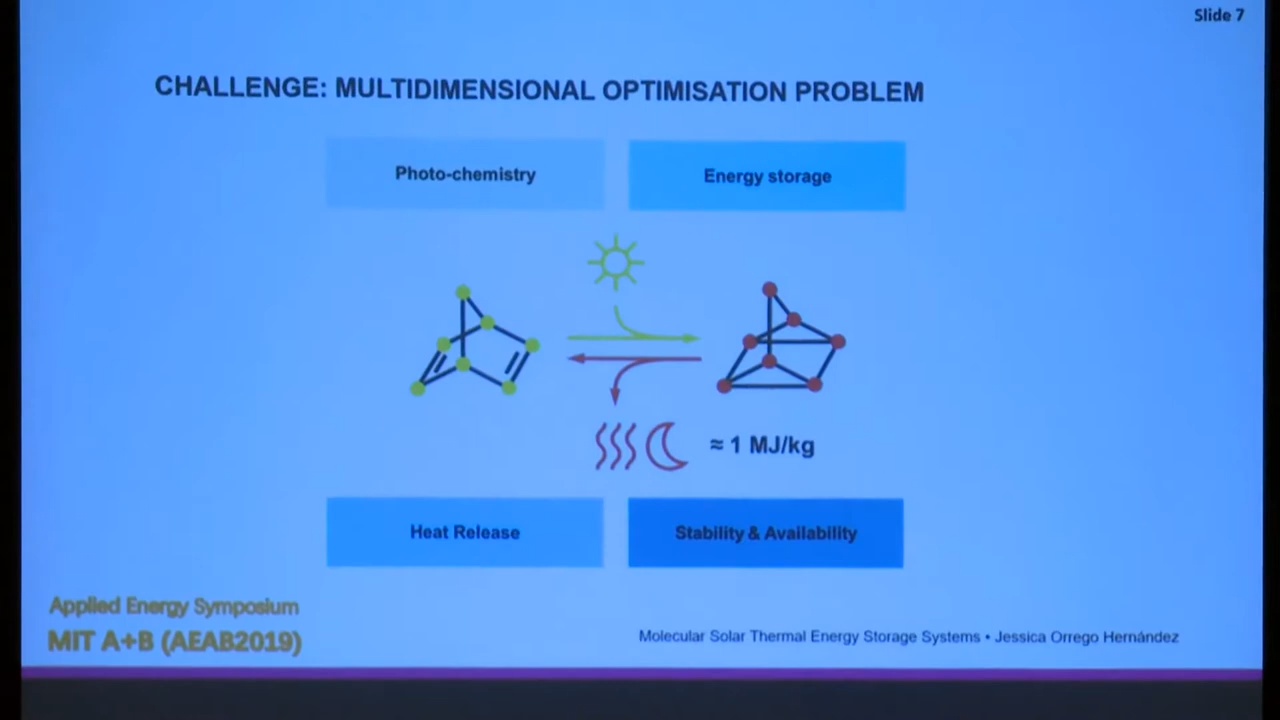 Slide 7
CHALLENGE: MULTIDIMENSIONAL OPTIMISATION PROBLEM
Photo-chemistry
Energy storage
≈ 1 MJ/kg
Heat Release
Stability & Availability
Applied Energy Symposium
MIT A+B (AEAB2019)
Molecular Solar Thermal Energy Storage Systems • Jessica Orrego Hernández